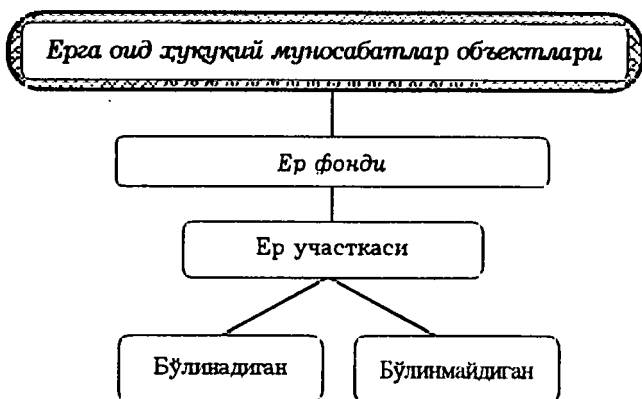 Ерга оид ҳуқуқий муносабатлар объектлари
Ер фонди
Ер участкаси
Бўлинадиган
Бўлинмайдиган